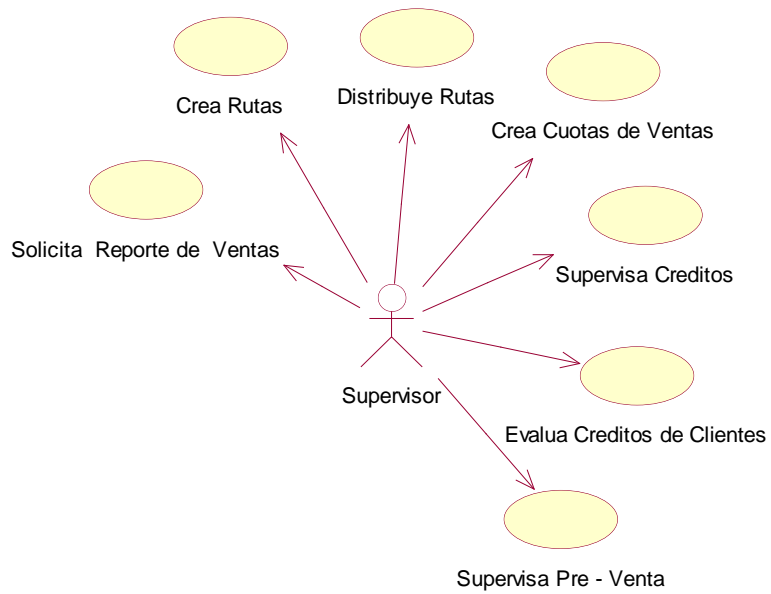 Crea Rutas
Distribuye Rutas
Crea Cuotas de Ventas
Solicita Reporte de Ventas
Supervisa Creditos
Supervisor
Evalua Creditos de Clientes
Supervisa Pre - Venta